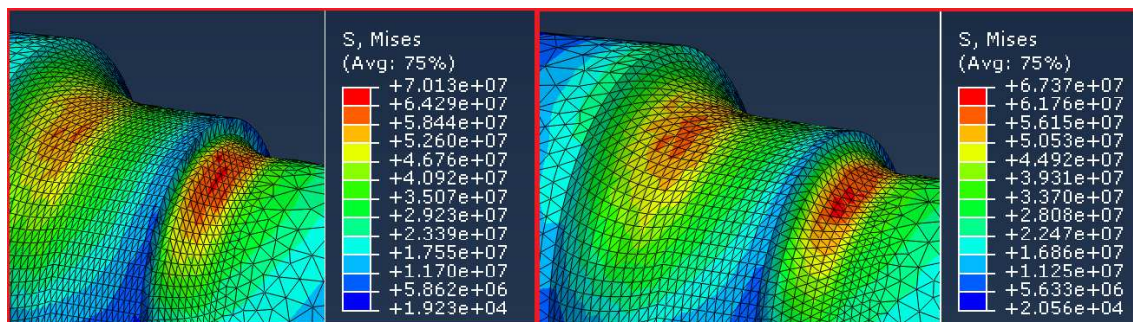 S, Mises
(Avg: 75%)
+7.013e+07
+6.429e+07
+5.844e+07
+5.260e+07
+4.676e+07
+4.092e+07
+3.507e+07
+2.923e+07
+2.339e+07
+1.755e+07
+1.170e+07
+5.862e+06
+1.923e+04
S, Mises
(Avg: 75%)
+6.737e+07
+6.176e+07
+5.615e+07
+5.053e+07
+4.492e+07
+3.931e+07
+3.370e+07
+2.808e+07
+2.247e+07
+1.686e+07
+1.125e+07
+5.633e+06
+2.056e+04